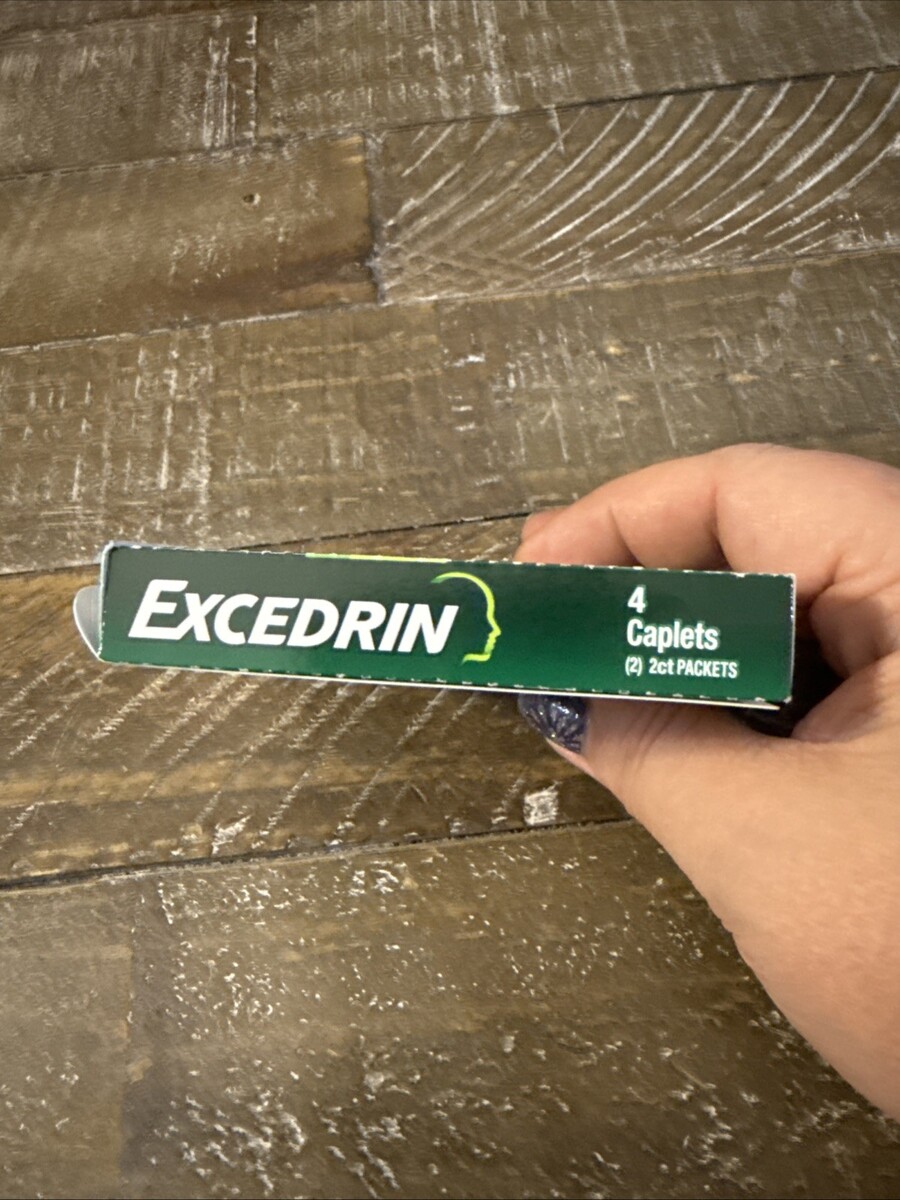 EXCEDRIN
4
Caplets
(2) 2ct PACKETS